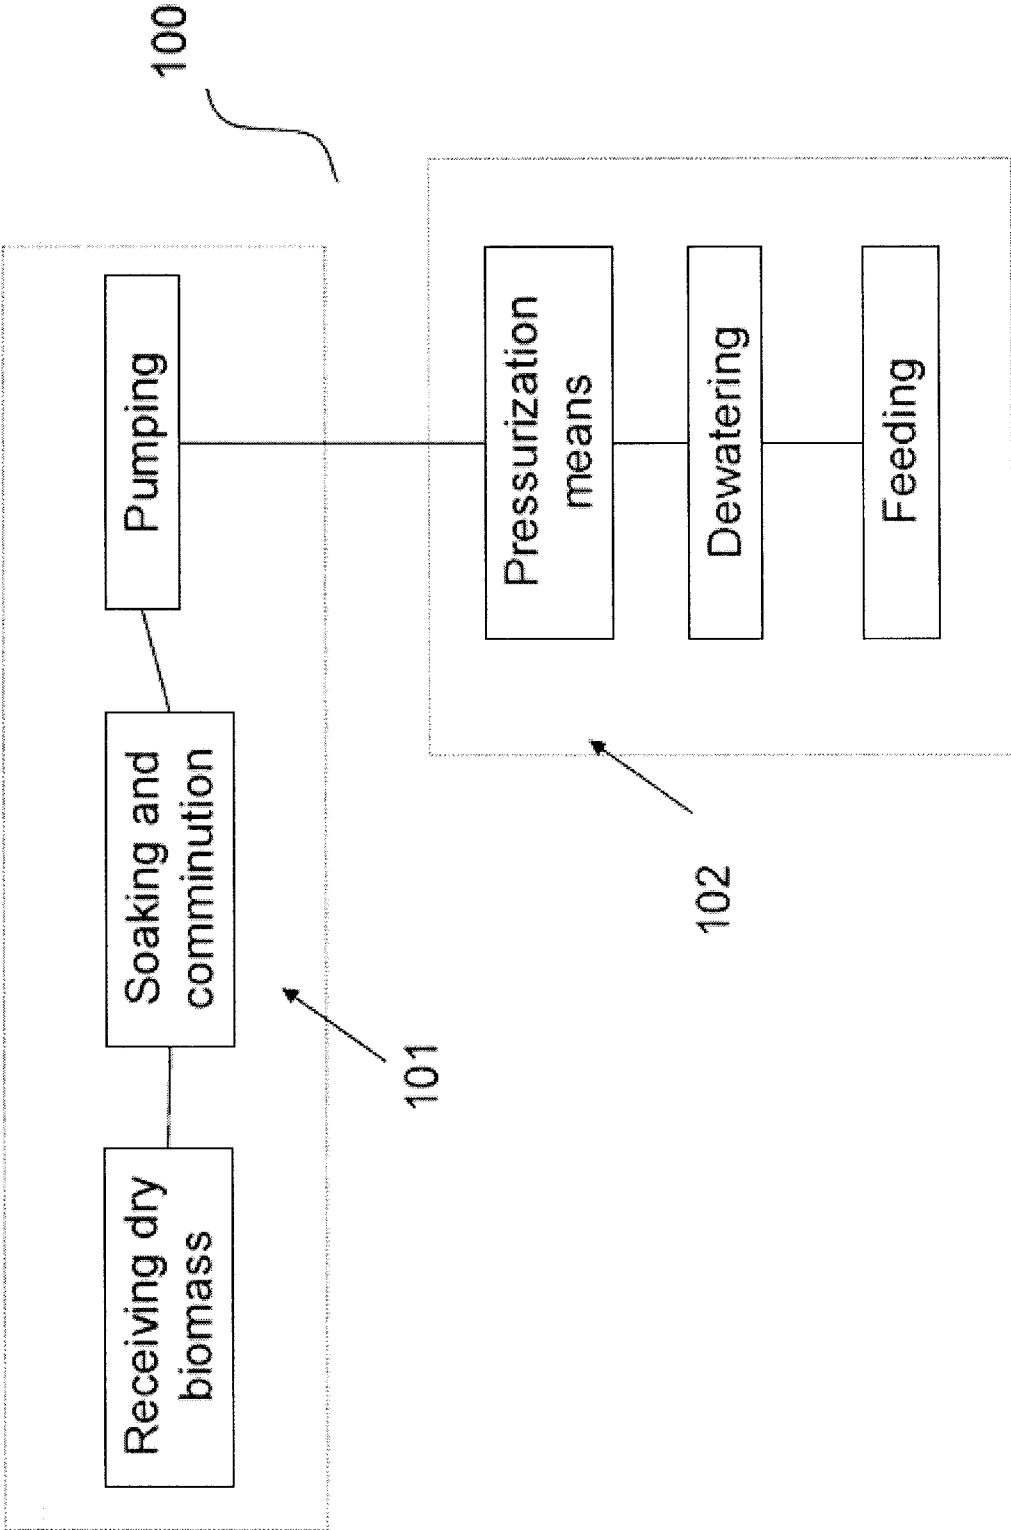 100
Receiving dry
biomass
Soaking and
comminution
Pumping
101
Pressurization
means
Dewatering
Feeding
102